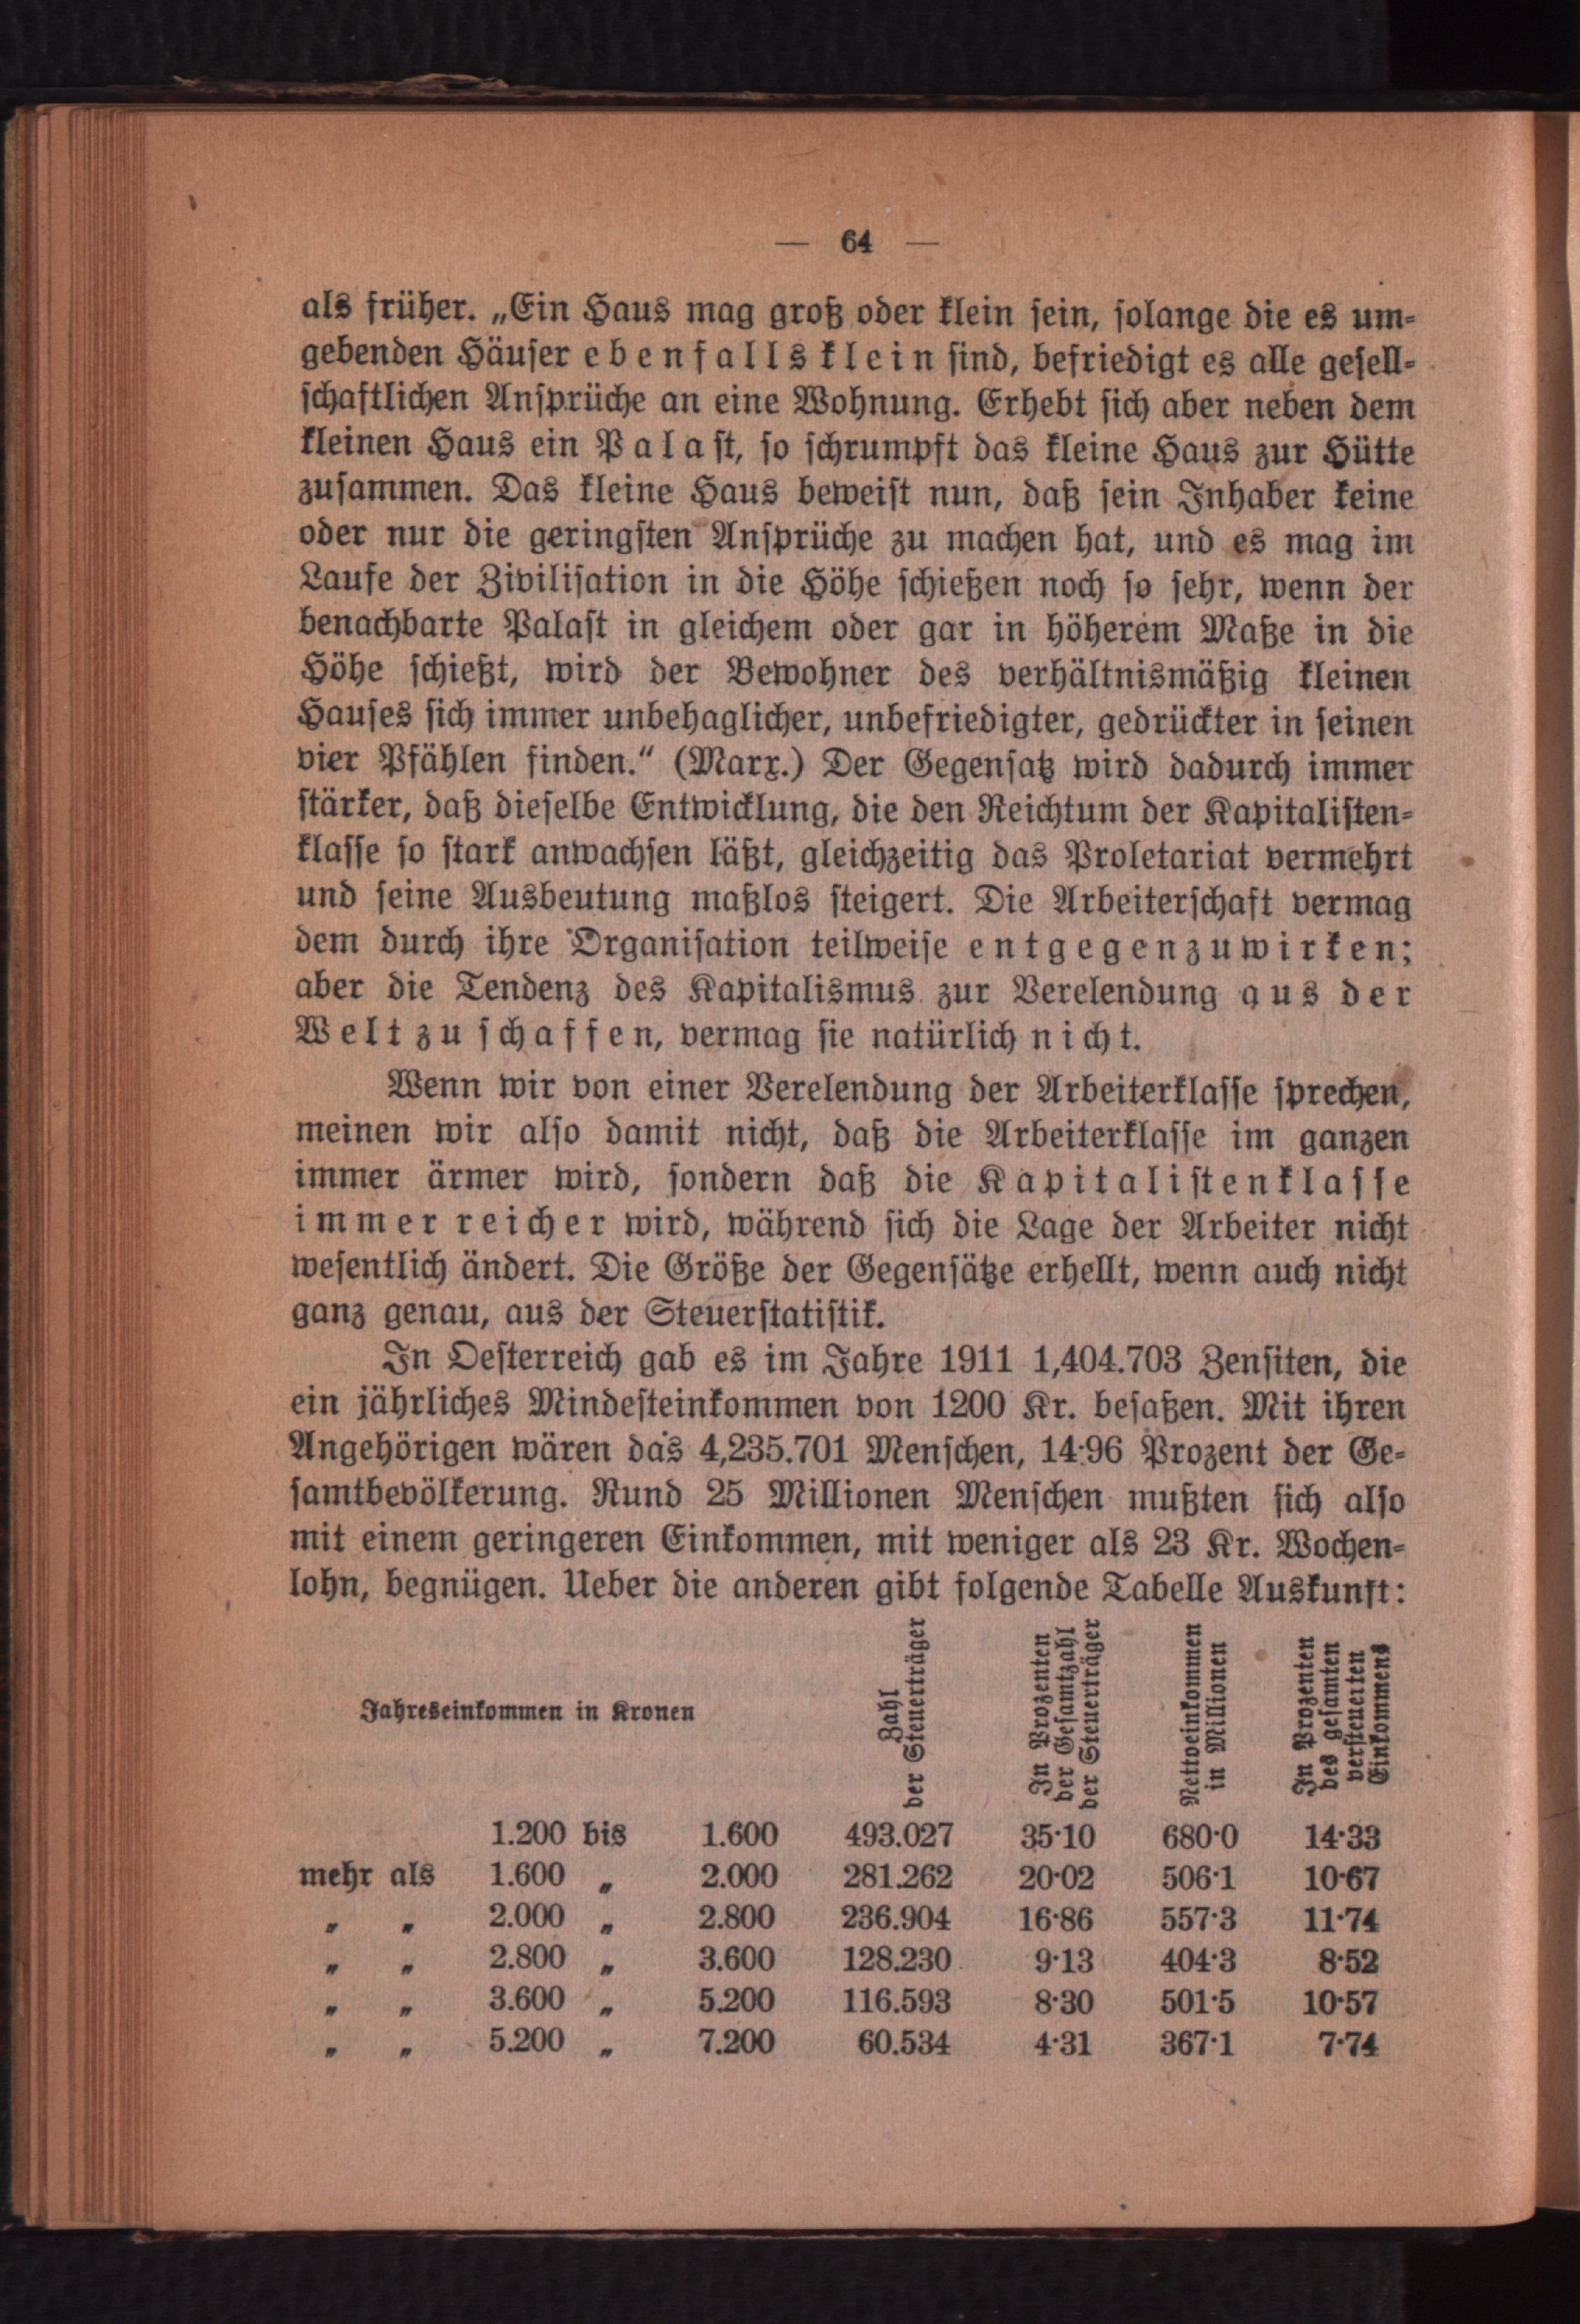 — 64 —
als früher. „Ein Haus mag groß oder klein sein, solange die es um-
gebenden Häuser ebenfalls klein sind, befriedigt es alle gesell-
schaftlichen Ansprüche an eine Wohnung. Erhebt sich aber neben dem
kleinen Haus ein Palast, so schrumpft das kleine Haus zur Hütte
zusammen. Das kleine Haus beweist nun, daß sein Inhaber keine
oder nur die geringsten Ansprüche zu machen hat, und es mag im
Laufe der Zivilisation in die Höhe schießen noch so sehr, wenn der
benachbarte Palast in gleichem oder gar in höherem Maße in die
Höhe schießt, wird der Bewohner des verhältnismäßig kleinen
Hauses sich immer unbehaglicher, unbefriedigter, gedrückter in seinen
vier Pfählen finden.“ (Marx.) Der Gegensatz wird dadurch immer
stärker, daß dieselbe Entwicklung, die den Reichtum der Kapitalisten-
klasse so stark anwachsen läßt, gleichzeitig das Proletariat vermehrt
und seine Ausbeutung maßlos steigert. Die Arbeiterschaft vermag
dem durch ihre Organisation teilweise entgegenzuwirken;
aber die Tendenz des Kapitalismus zur Verelendung aus der
Welt zu schaffen, vermag sie natürlich nicht.
Wenn wir von einer Verelendung der Arbeiterklasse sprechen,
meinen wir also damit nicht, daß die Arbeiterklasse im ganzen
immer ärmer wird, sondern daß die Kapitalistenklasse
immer reicher wird, während sich die Lage der Arbeiter nicht
wesentlich ändert. Die Größe der Gegensätze erhellt, wenn auch nicht
ganz genau, aus der Steuerstatistik.
In Oesterreich gab es im Jahre 1911 1,404.703 Zensiten, die
ein jährliches Mindesteinkommen von 1200 Kr. besaßen. Mit ihren
Angehörigen wären das 4,235.701 Menschen, 14·96 Prozent der Ge-
samtbevölkerung. Rund 25 Millionen Menschen mußten sich also
mit einem geringeren Einkommen, mit weniger als 23 Kr. Wochen-
lohn, begnügen. Ueber die anderen gibt folgende Tabelle Auskunft:
Jahreseinkommen in Kronen
Zahl
der Steuerträger
In Prozenten
der Gesamtzahl
der Steuerträger
Nettoeinkommen
in Millionen
In Prozenten
des gesamten
versteuerten
Einkommens
1.200 bis 1.600 493.027 35·10 680·0 14·33
mehr als 1.600 „ 2.000 281.262 20·02 506·1 10·67
„ „ 2.000 „ 2.800 236.904 16·86 557·3 11·74
„ „ 2.800 „ 3.600 128.230 9·13 404·3 8·52
„ „ 3.600 „ 5.200 116.593 8·30 501·5 10·57
„ „ 5.200 „ 7.200 60.534 4·31 367·1 7·74